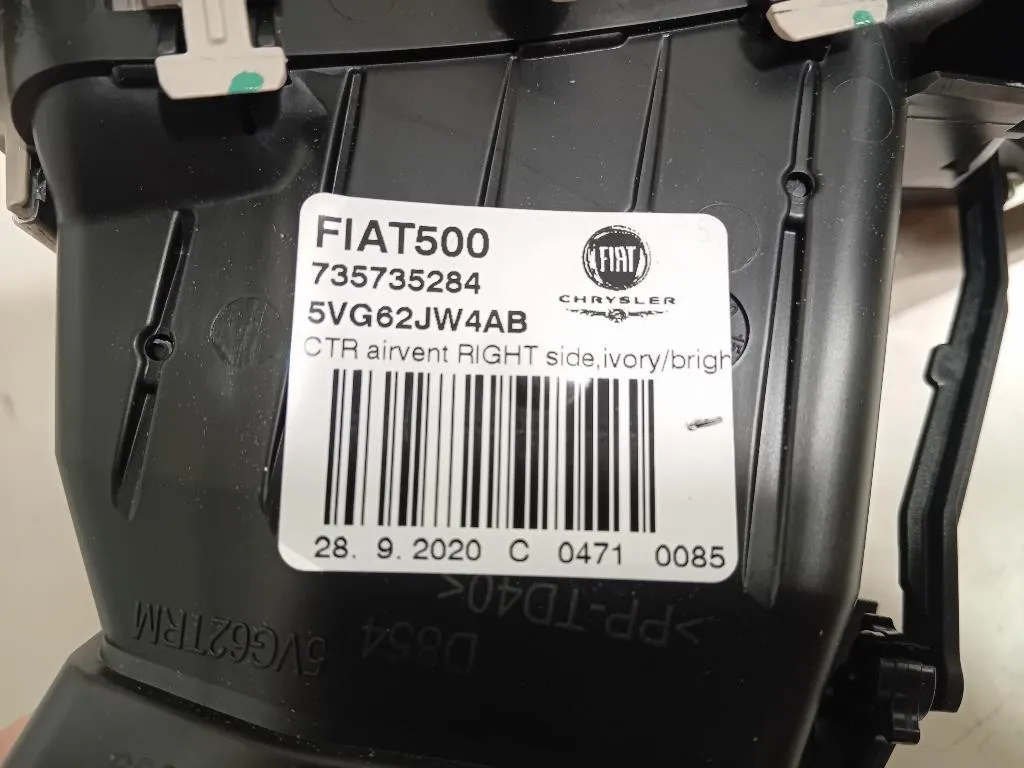 FIAT500
735735284
5VG62JW4AB
FIAT
CHRYSLER
CTR airvent RIGHT side,ivory/brigh
28. 9.2020 C 0471 0085
>PP-TD40<
D854
5VG62TRM